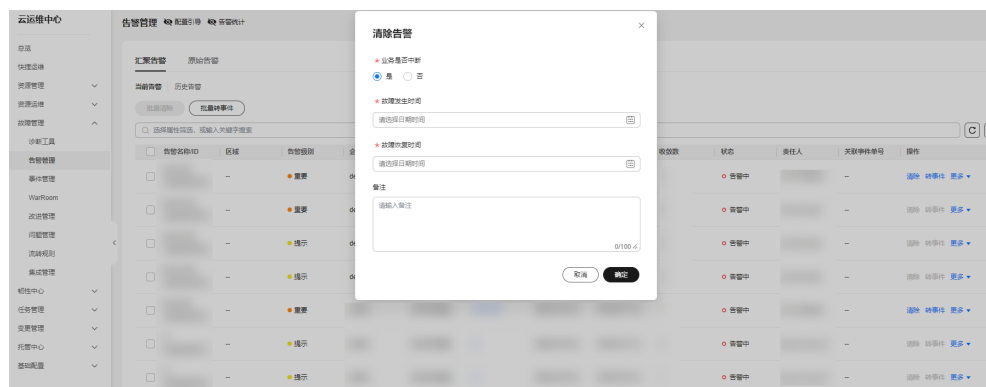 云运维中心
告警管理 配置引导 告警统计
总览
快捷运维
资源管理
资源运维
故障管理
诊断工具
告警管理
事件管理
WarRoom
改进管理
问题管理
流转规则
集成管理
韧性中心
任务管理
变更管理
托管中心
基础配置
汇聚告警 原始告警
当前告警 历史告警
批量清除 批量转事件
选择属性筛选，或输入关键字搜索
告警名称/ID 区域 告警级别 企 收敛数 状态 责任人 关联事件单号 操作
-- 重要 de 告警中 -- 清除 转事件 更多
-- 重要 de 告警中 -- 清除 转事件 更多
-- 提示 de 告警中 -- 清除 转事件 更多
-- 提示 de 告警中 -- 清除 转事件 更多
-- 重要 告警中 -- 清除 转事件 更多
-- 提示 告警中 -- 清除 转事件 更多
-- 提示 告警中 -- 清除 转事件 更多
清除告警
* 业务是否中断
是 否
* 故障发生时间
请选择日期时间
* 故障恢复时间
请选择日期时间
备注
请输入备注
0/100
取消 确定